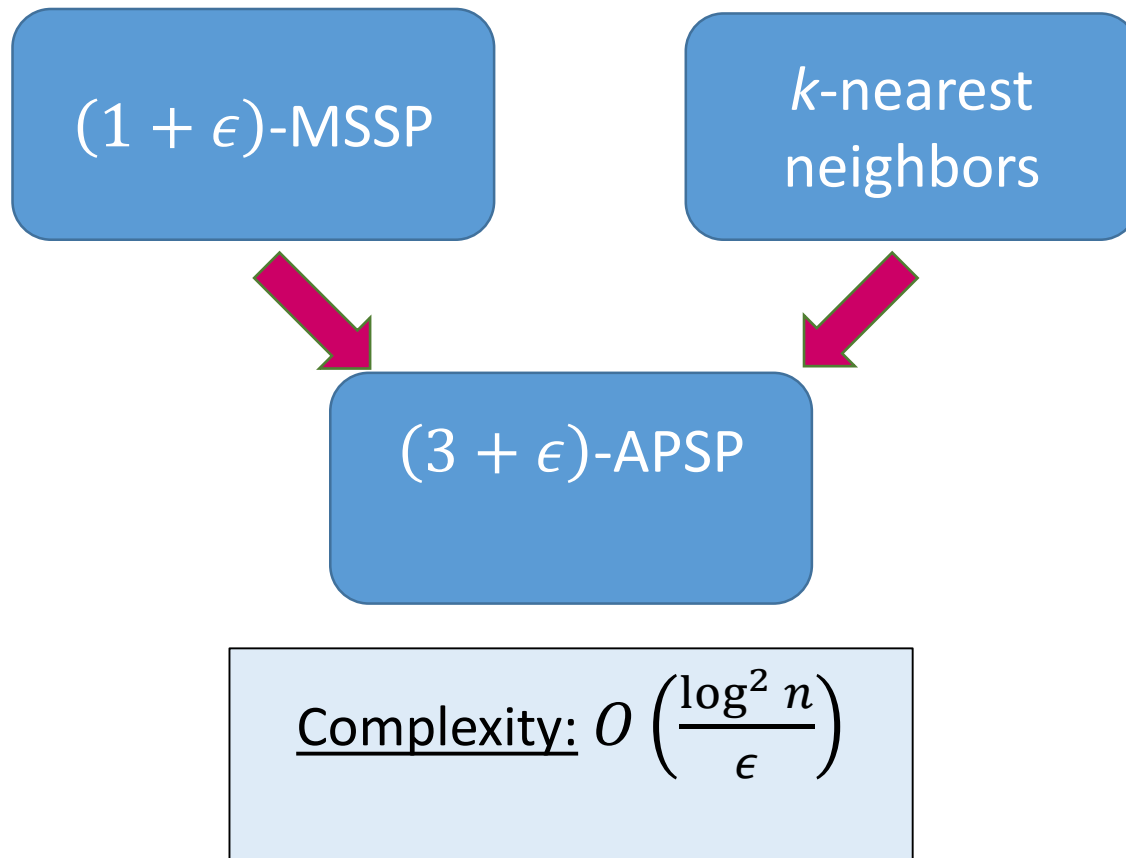 (1 + ϵ)-MSSP
k-nearest
neighbors
(3 + ϵ)-APSP
Complexity: O(log² n / ϵ)